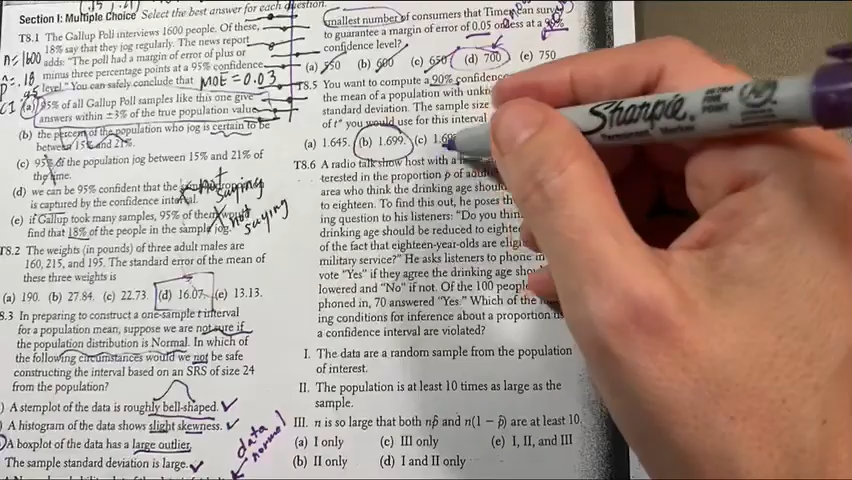 Section I: Multiple Choice Select the best answer for each question.
T8.1 The Gallup Poll interviews 1600 people. Of these,
18% say that they jog regularly. The news report
adds: "The poll had a margin of error of plus or
minus three percentage points at a 95% confidence
level." You can safely conclude that
n = 1600
p̂ = .18
MOE = 0.03
CI
(a) 95% of all Gallup Poll samples like this one give
answers within ±3% of the true population value.
(b) the percent of the population who jog is certain to be
between 15% and 21%.
(c) 95% of the population jog between 15% and 21% of
the time.
(d) we can be 95% confident that the
is captured by the confidence interval.
not
saying
(e) if Gallup took many samples, 95% of them would
find that 18% of the people in the sample jog.
not
saying
T8.2 The weights (in pounds) of three adult males are
160, 215, and 195. The standard error of the mean of
these three weights is
(a) 190. (b) 27.84. (c) 22.73. (d) 16.07. (e) 13.13.
8.3 In preparing to construct a one-sample t interval
for a population mean, suppose we are not sure if
the population distribution is Normal. In which of
the following circumstances would we not be safe
constructing the interval based on an SRS of size 24
from the population?
) A stemplot of the data is roughly bell-shaped.
) A histogram of the data shows slight skewness.
A boxplot of the data has a large outlier.
The sample standard deviation is large.
data
normal
smallest number of consumers that Timex can survey
to guarantee a margin of error of 0.05 or less at a
confidence level?
(a) 550 (b) 600 (c) 650 (d) 700 (e) 750
T8.5 You want to compute a 90% confidence
the mean of a population with
standard deviation. The sample size
of t* you would use for this interval
(a) 1.645. (b) 1.699. (c)
T8.6 A radio talk show host with a
terested in the proportion p of
area who think the drinking age
to eighteen. To find this out, he poses
ing question to his listeners: "Do you think
drinking age should be reduced to
of the fact that eighteen-year-olds are
military service?" He asks listeners to phone in
vote "Yes" if they agree the drinking age
lowered and "No" if not. Of the 100 people
phoned in, 70 answered "Yes." Which of the
ing conditions for inference about a proportion
a confidence interval are violated?
I. The data are a random sample from the population
of interest.
II. The population is at least 10 times as large as the
sample.
III. n is so large that both np̂ and n(1 - p̂) are at least 10.
(a) I only (c) III only (e) I, II, and III
(b) II only (d) I and II only
Sharpie.